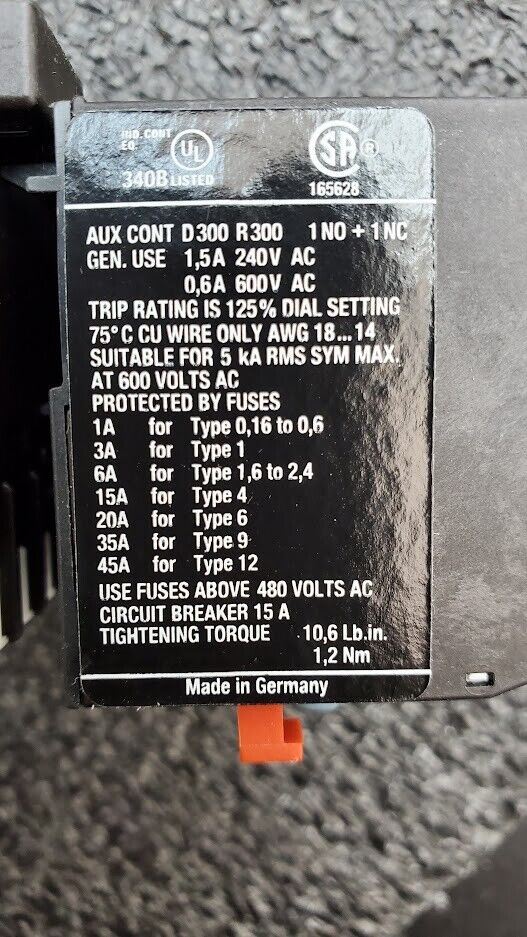 IND.CONT
EQ.
UL
340B LISTED
SA ®
165628
AUX CONT D300 R300 1NO + 1NC
GEN. USE 1,5A 240V AC
0,6A 600V AC
TRIP RATING IS 125% DIAL SETTING
75°C CU WIRE ONLY AWG 18...14
SUITABLE FOR 5 kA RMS SYM MAX.
AT 600 VOLTS AC
PROTECTED BY FUSES
1A for Type 0,16 to 0,6
3A for Type 1
6A for Type 1,6 to 2,4
15A for Type 4
20A for Type 6
35A for Type 9
45A for Type 12
USE FUSES ABOVE 480 VOLTS AC
CIRCUIT BREAKER 15 A
TIGHTENING TORQUE 10,6 Lb.in.
1,2 Nm
Made in Germany